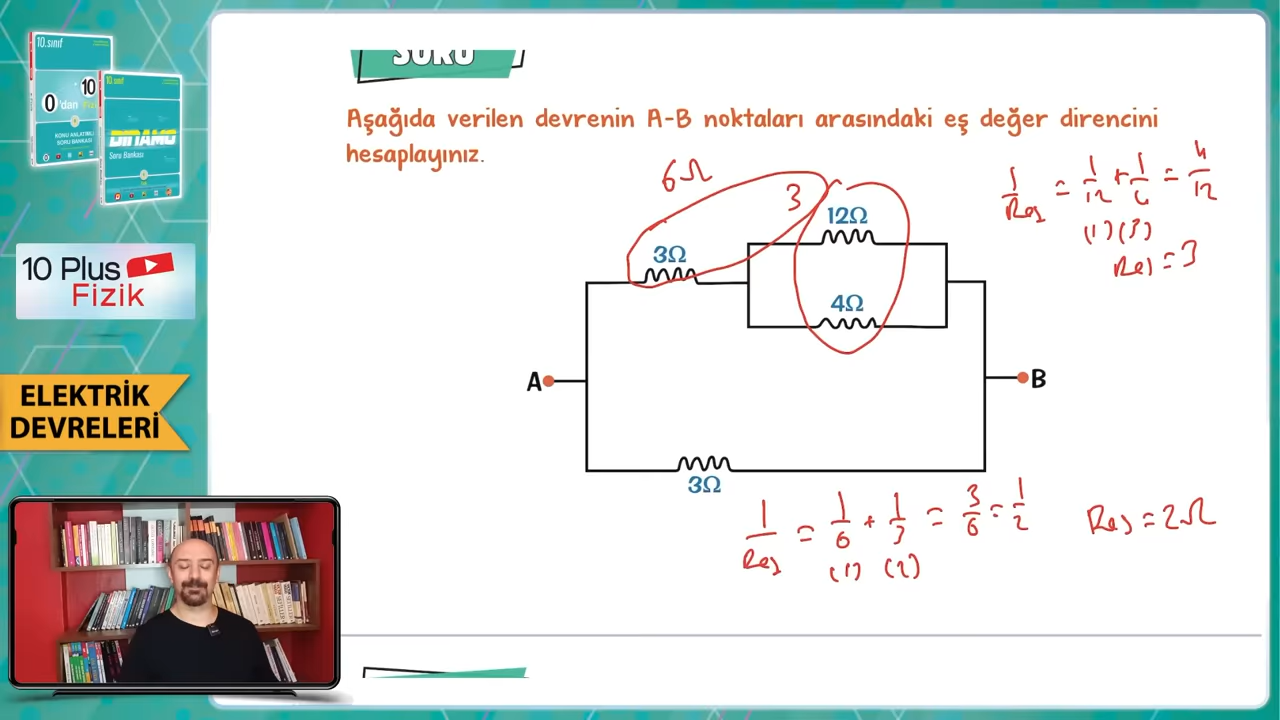 SORU
10.sınıf
0'dan 10
KONU ANLATIMLI
SORU BANKASI
10.sınıf
DİNAMO
Soru Bankası
Aşağıda verilen devrenin A-B noktaları arasındaki eş değer direncini
hesaplayınız.
6Ω
3
1/Reş = 1/12 + 1/4 = 4/12
(1) (3)
Reş = 3
12Ω
3Ω
4Ω
10 Plus
Fizik
A
B
ELEKTRİK
DEVRELERİ
3Ω
1/Reş = 1/6 + 1/3 = 3/6 = 1/2
Reş = 2Ω
(1) (2)